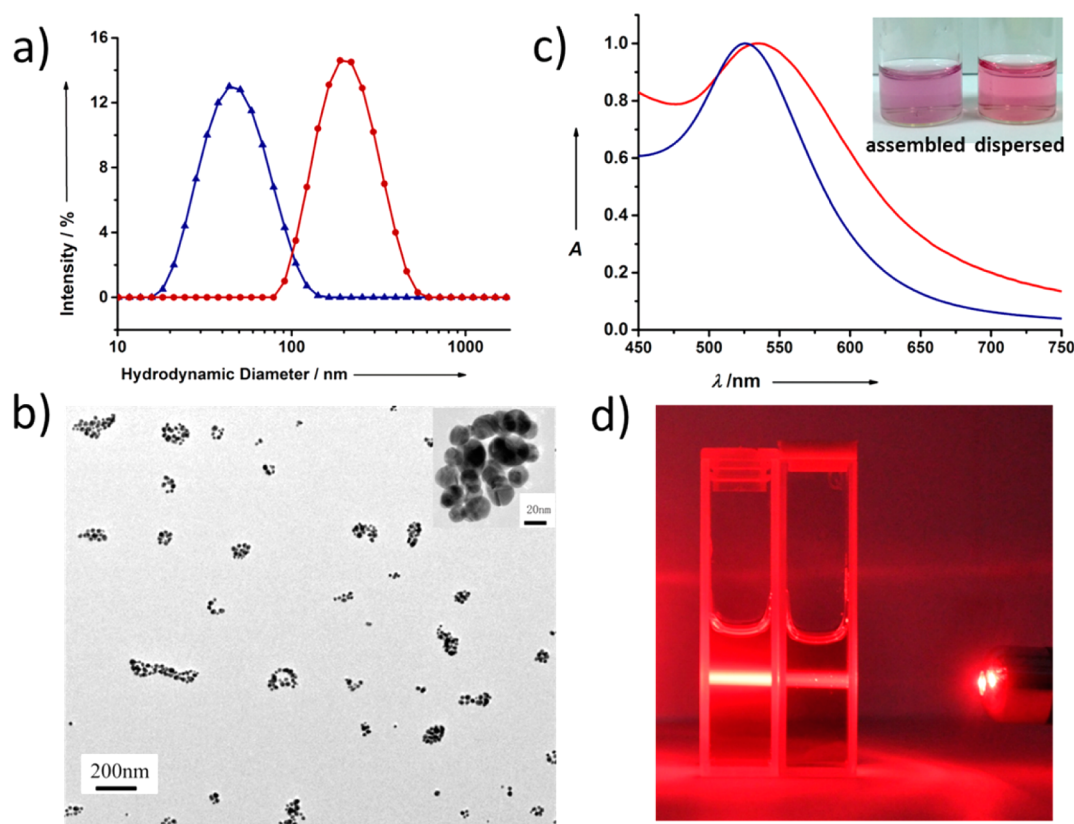 a)
16
12
8
4
0
Intensity / %
10
100
1000
Hydrodynamic Diameter / nm
c)
1.0
0.8
0.6
0.4
0.2
0.0
A
450
500
550
600
650
700
750
λ/nm
assembled dispersed
b)
20nm
200nm
d)